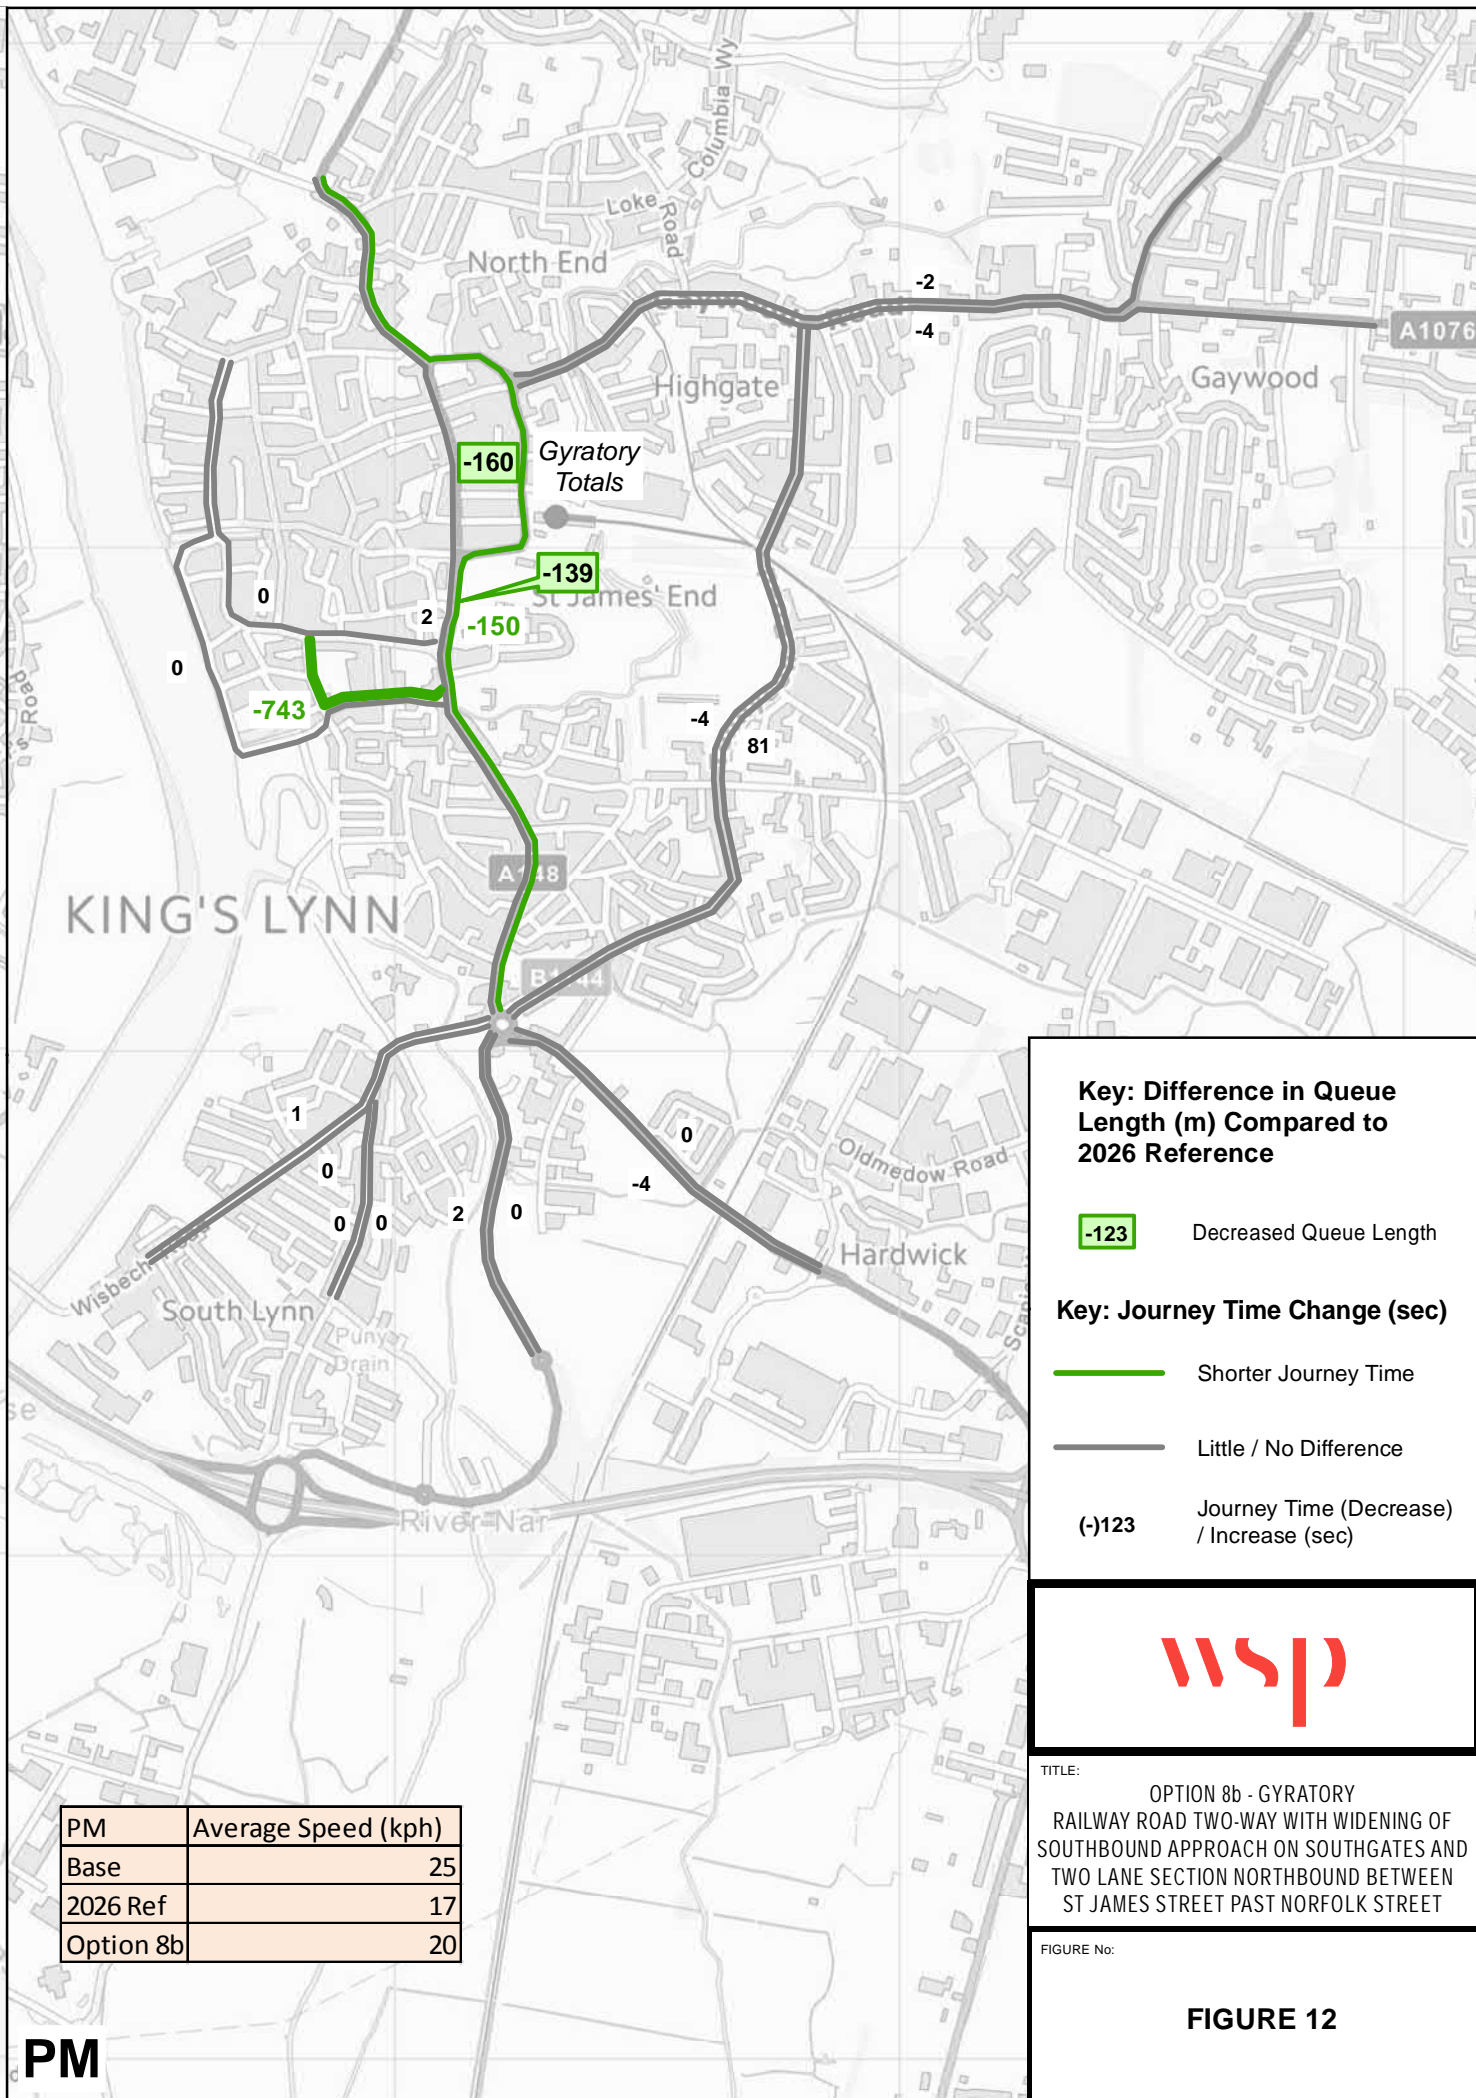 Columbia Wy
Loke Road
North End
-2
-4
A1076
Highgate
Gaywood
-160
Gyratory
Totals
-139
St James' End
0
2
-150
0
Road
-743
-4
81
A148
KING'S LYNN
1
0
0
0
2
0
0
-4
Oldmedow Road
Hardwick
Wisbech
South Lynn
Puny
Drain
River Nar
Key: Difference in Queue
Length (m) Compared to
2026 Reference
-123
Decreased Queue Length
Key: Journey Time Change (sec)
Shorter Journey Time
Little / No Difference
(-)123
Journey Time (Decrease)
/ Increase (sec)
wsp
TITLE:
OPTION 8b - GYRATORY
RAILWAY ROAD TWO-WAY WITH WIDENING OF
SOUTHBOUND APPROACH ON SOUTHGATES AND
TWO LANE SECTION NORTHBOUND BETWEEN
ST JAMES STREET PAST NORFOLK STREET
FIGURE No:
FIGURE 12
PM Average Speed (kph)
Base 25
2026 Ref 17
Option 8b 20
PM